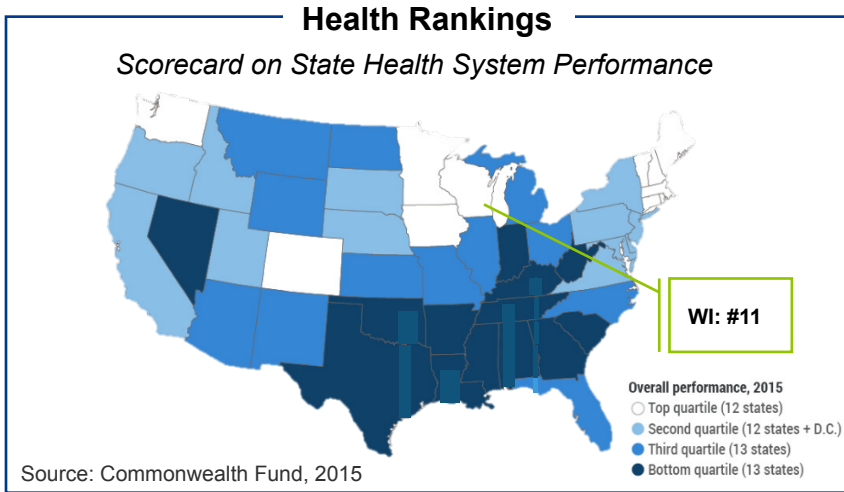 Health Rankings
Scorecard on State Health System Performance
WI: #11
Overall performance, 2015
Top quartile (12 states)
Second quartile (12 states + D.C.)
Third quartile (13 states)
Bottom quartile (13 states)
Source: Commonwealth Fund, 2015